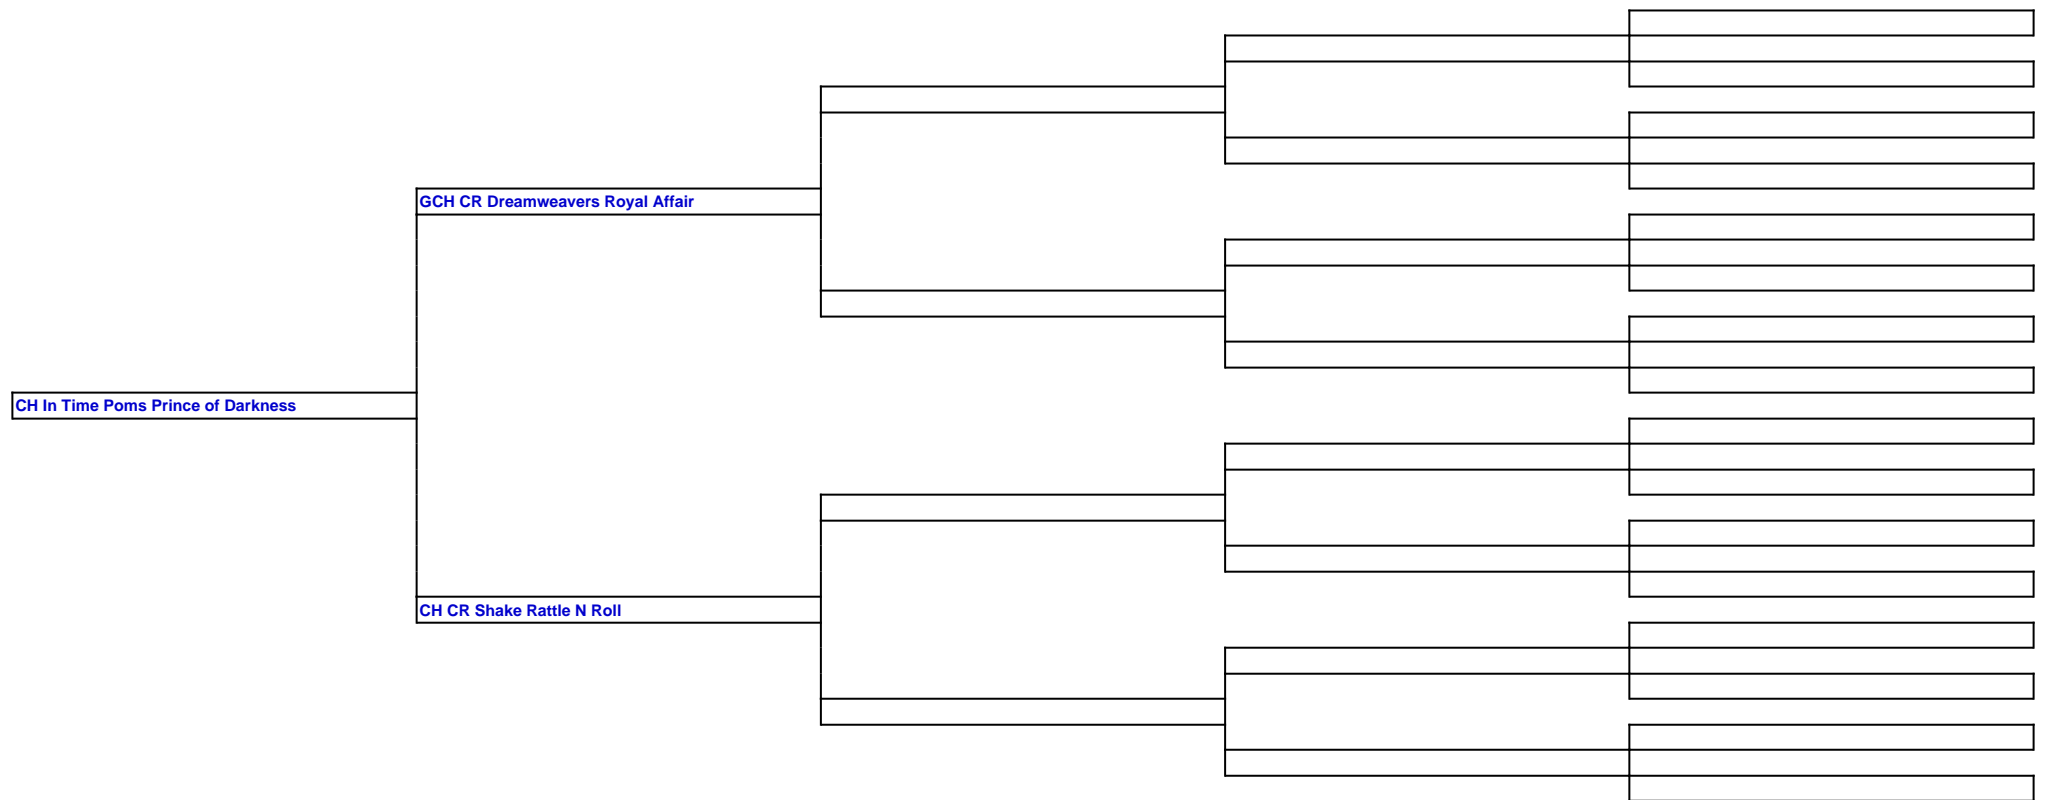 GCH CR Dreamweavers Royal Affair
CH In Time Poms Prince of Darkness
CH CR Shake Rattle N Roll